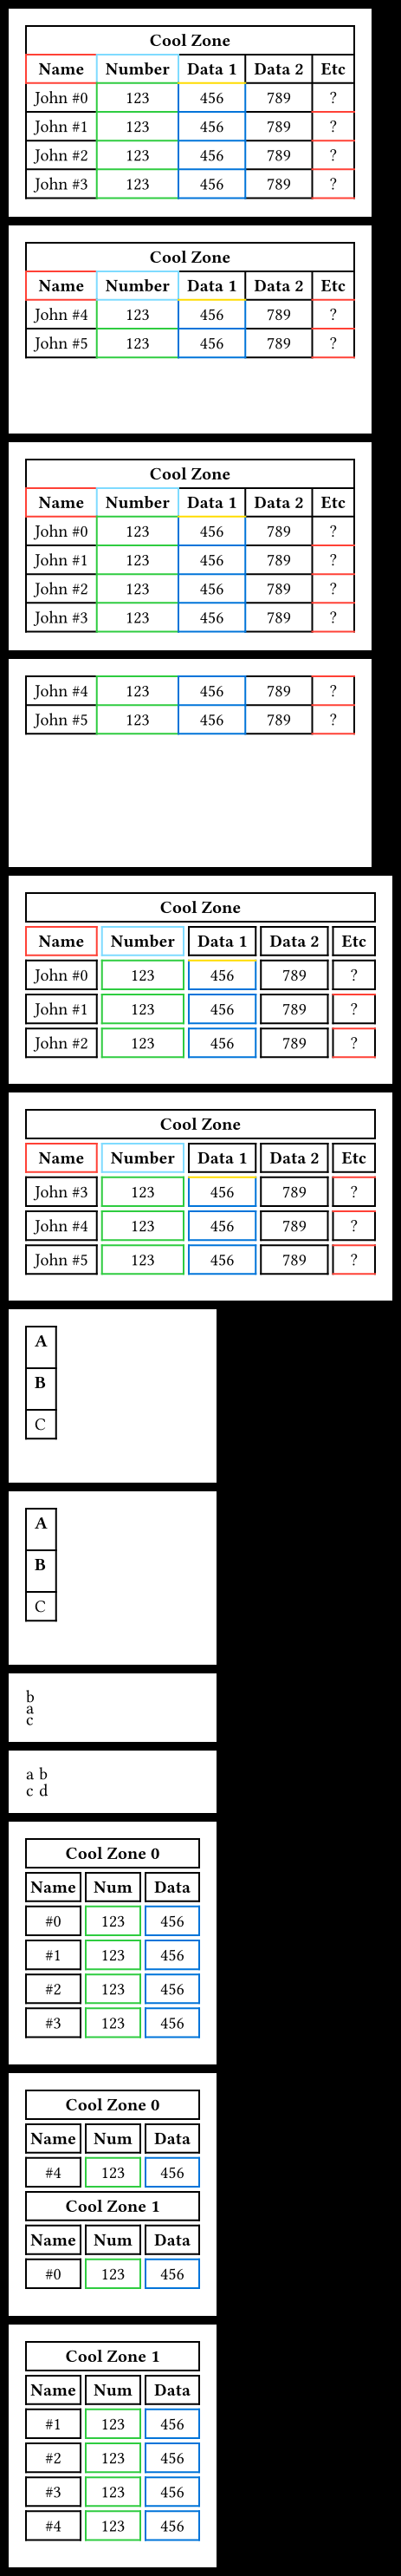 Cool Zone
Name Number Data 1 Data 2 Etc
John #0 123 456 789 ?
John #1 123 456 789 ?
John #2 123 456 789 ?
John #3 123 456 789 ?
Cool Zone
Name Number Data 1 Data 2 Etc
John #4 123 456 789 ?
John #5 123 456 789 ?
Cool Zone
Name Number Data 1 Data 2 Etc
John #0 123 456 789 ?
John #1 123 456 789 ?
John #2 123 456 789 ?
John #3 123 456 789 ?
John #4 123 456 789 ?
John #5 123 456 789 ?
Cool Zone
Name Number Data 1 Data 2 Etc
John #0 123 456 789 ?
John #1 123 456 789 ?
John #2 123 456 789 ?
Cool Zone
Name Number Data 1 Data 2 Etc
John #3 123 456 789 ?
John #4 123 456 789 ?
John #5 123 456 789 ?
A
B
C
A
B
C
b
a
c
a b
c d
Cool Zone 0
Name Num Data
#0 123 456
#1 123 456
#2 123 456
#3 123 456
Cool Zone 0
Name Num Data
#4 123 456
Cool Zone 1
Name Num Data
#0 123 456
Cool Zone 1
Name Num Data
#1 123 456
#2 123 456
#3 123 456
#4 123 456